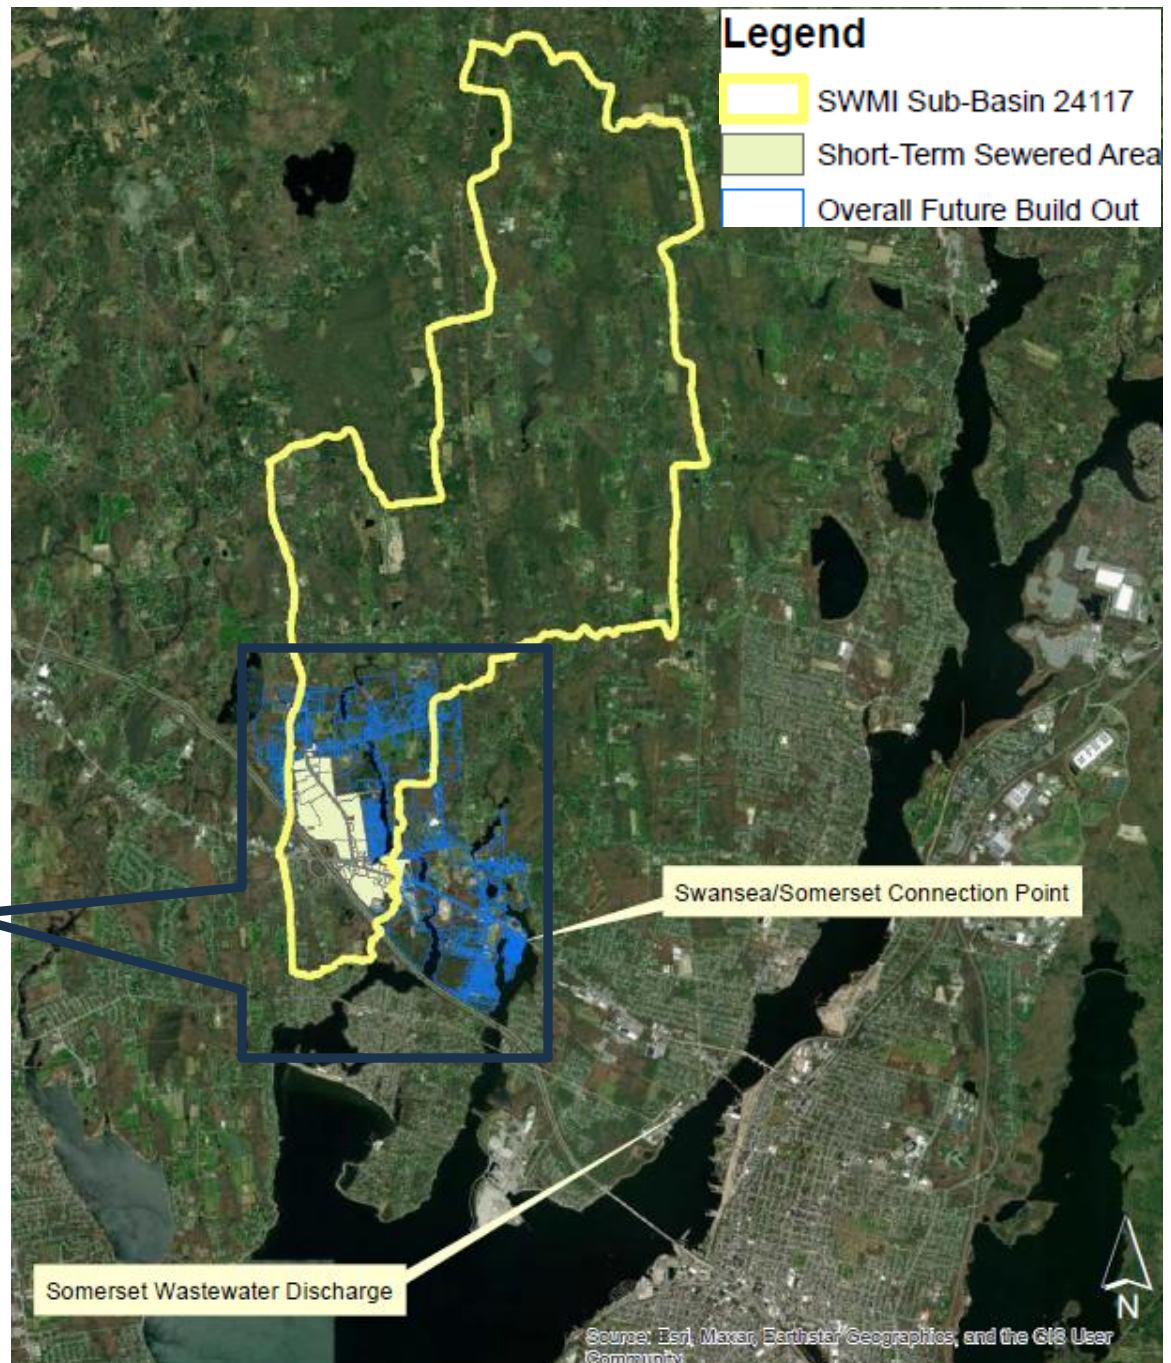 Legend
SWMI Sub-Basin 24117
Short-Term Sewered Area
Overall Future Build Out
Swansea/Somerset Connection Point
Somerset Wastewater Discharge
N
Source: Esri, Maxar, Earthstar Geographics, and the GIS User
Community